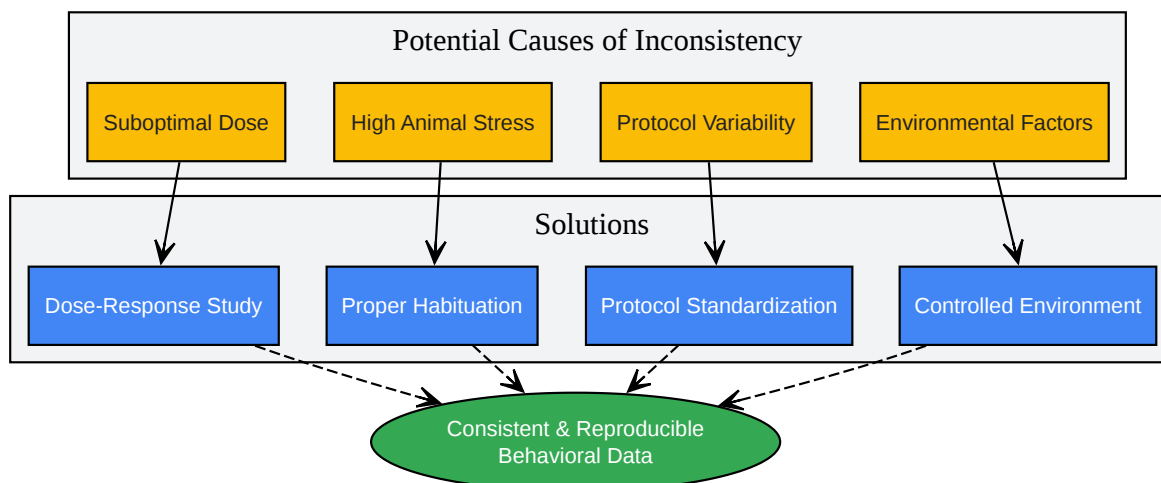 Potential Causes of Inconsistency
Suboptimal Dose
High Animal Stress
Protocol Variability
Environmental Factors
Solutions
Dose-Response Study
Proper Habituation
Protocol Standardization
Controlled Environment
Consistent & Reproducible
Behavioral Data